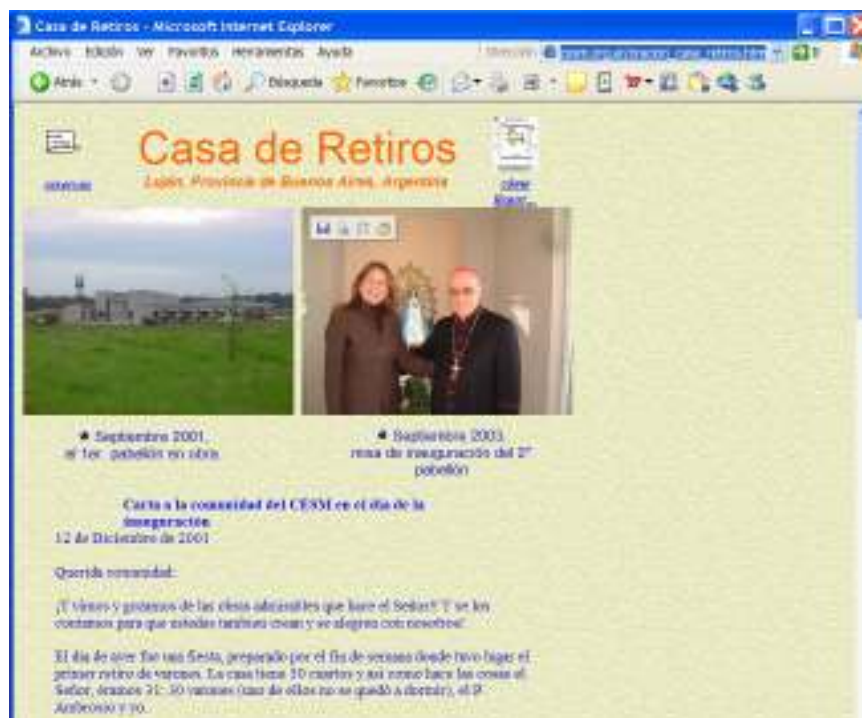 Casa de Retiros - Microsoft Internet Explorer
Archivo Edición Ver Favoritos Herramientas Ayuda Dirección
Atrás Búsqueda Favoritos
Casa de Retiros
Luján, Provincia de Buenos Aires, Argentina
cómo
llegar...
Septiembre 2001,
el 1er. pabellón en obra
Septiembre 2003,
misa de inauguración del 2°
pabellón
Carta a la comunidad del CESM en el día de la
inauguración
12 de Diciembre de 2001
Querida comunidad:
¡Y vimos y gozamos de las obras admirables que hace el Señor!! Y se los
contamos para que ustedes también crean y se alegren con nosotros!
El día de ayer fue una fiesta, preparado por el fin de semana donde tuvo lugar el
primer retiro de varones. La casa tiene 30 cuartos y así como hace las cosas el
Señor, éramos 31: 30 varones (uno de ellos no se quedó a dormir), el P.
Ambrosio y yo.